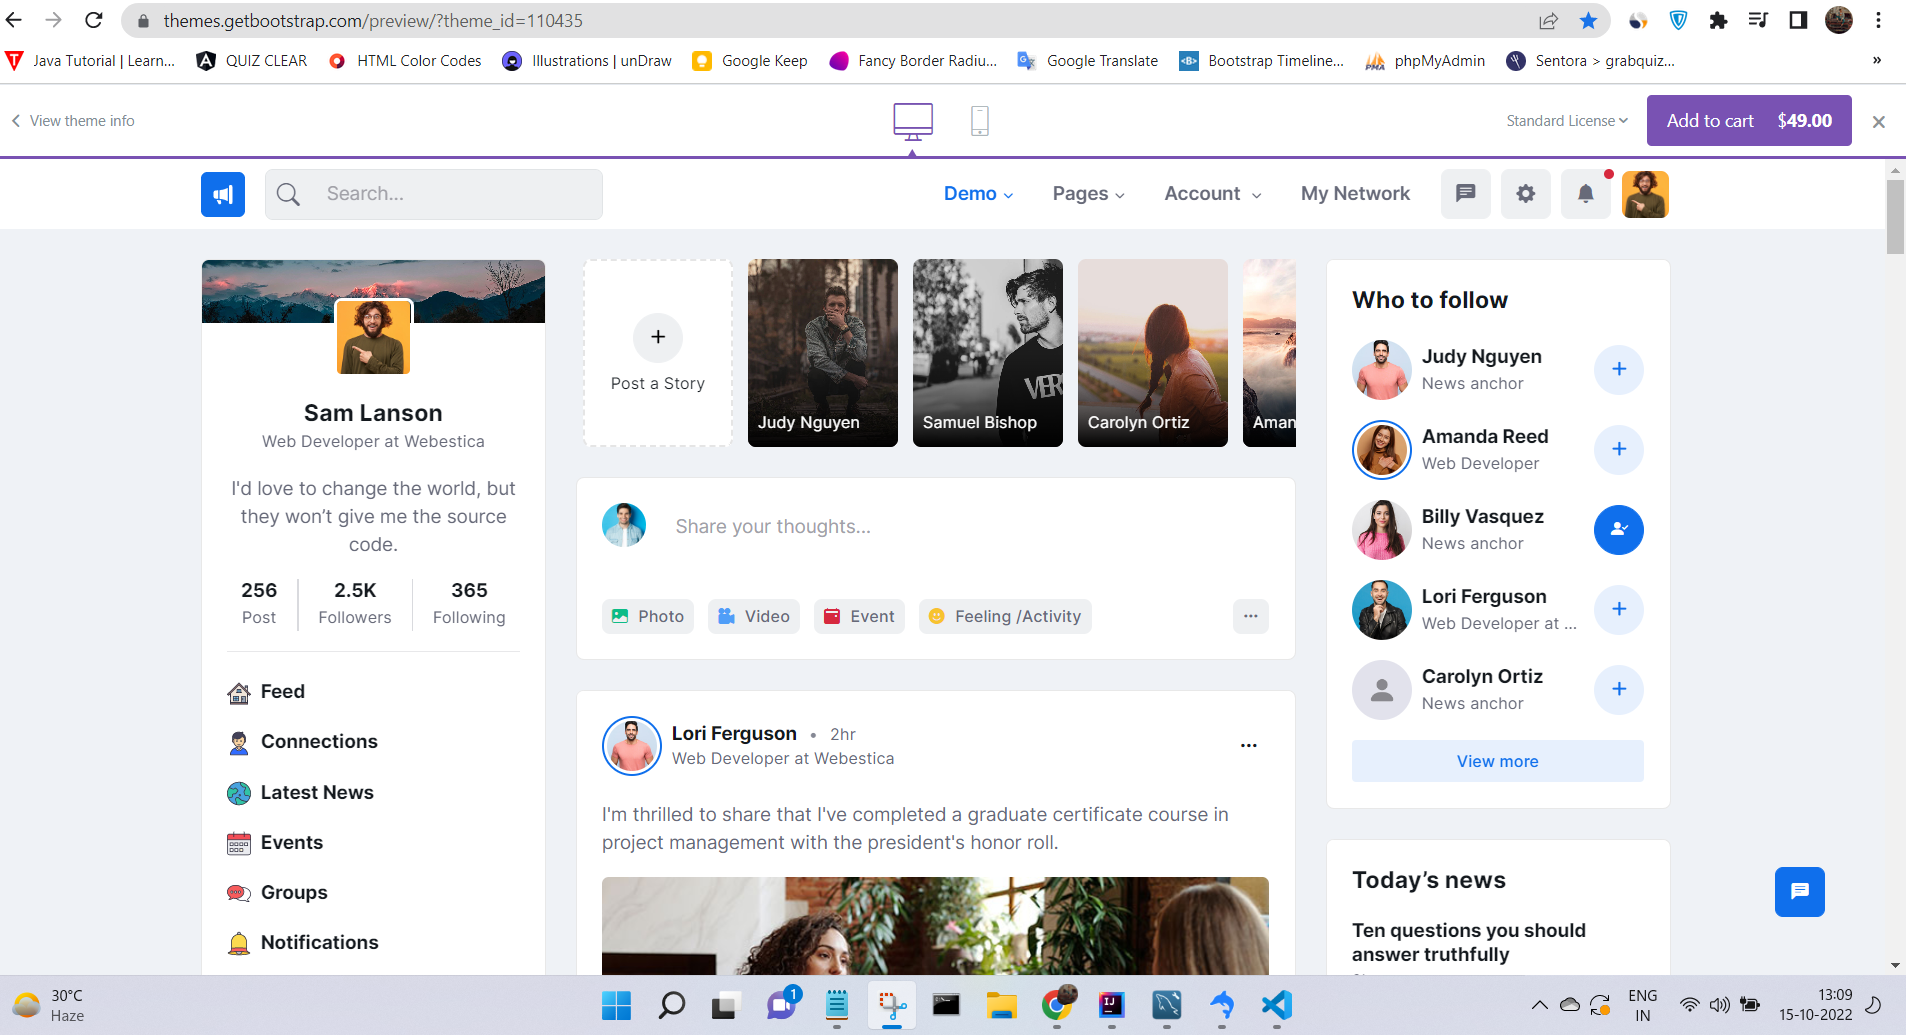 themes.getbootstrap.com/preview/?theme_id=110435
Java Tutorial | Learn...
QUIZ CLEAR
HTML Color Codes
Illustrations | unDraw
Google Keep
Fancy Border Radiu...
Google Translate
Bootstrap Timeline...
phpMyAdmin
Sentora > grabquiz...
»
View theme info
Standard License
Add to cart $49.00
Search...
Demo
Pages
Account
My Network
Sam Lanson
Web Developer at Webestica
I'd love to change the world, but
they won’t give me the source
code.
256
Post
2.5K
Followers
365
Following
Feed
Connections
Latest News
Events
Groups
Notifications
Post a Story
Judy Nguyen
Samuel Bishop
VER
Carolyn Ortiz
Aman
Share your thoughts...
Photo
Video
Event
Feeling /Activity
Lori Ferguson • 2hr
Web Developer at Webestica
I'm thrilled to share that I've completed a graduate certificate course in
project management with the president's honor roll.
Who to follow
Judy Nguyen
News anchor
Amanda Reed
Web Developer
Billy Vasquez
News anchor
Lori Ferguson
Web Developer at ...
Carolyn Ortiz
News anchor
View more
Today’s news
Ten questions you should
answer truthfully
30°C
Haze
1
IJ
ENG
IN
13:09
15-10-2022